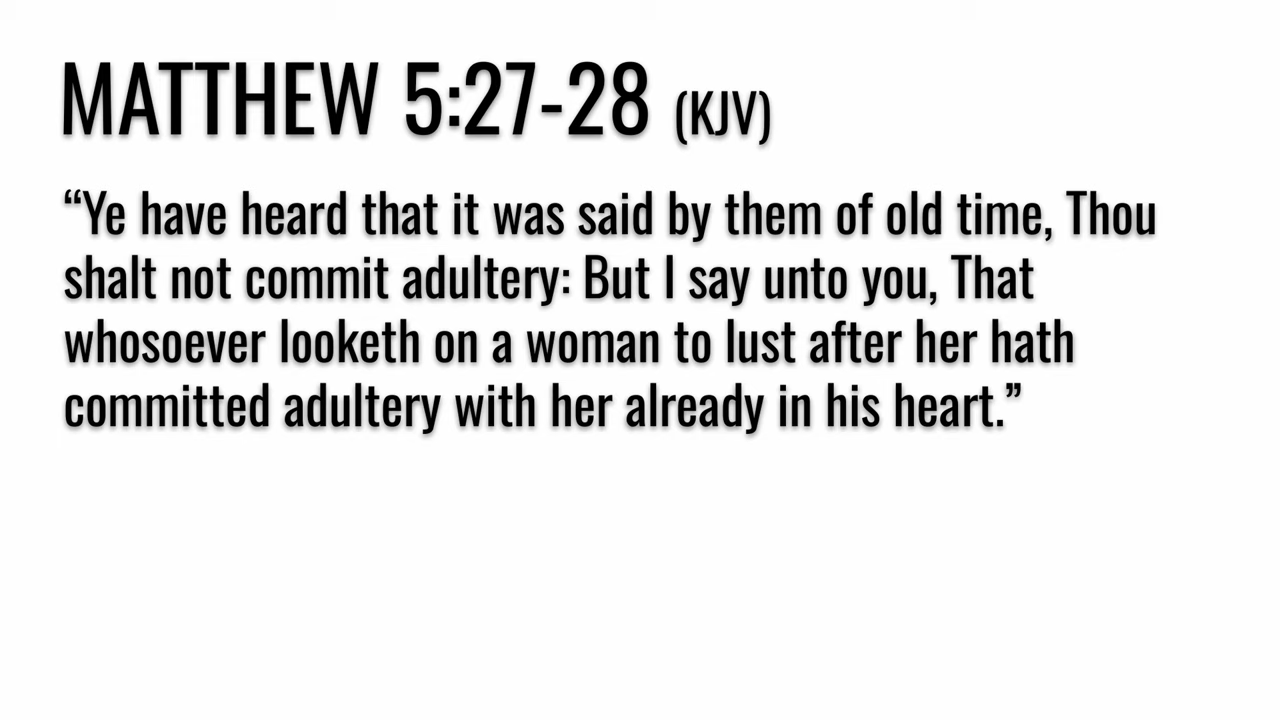 MATTHEW 5:27-28 (KJV)
“Ye have heard that it was said by them of old time, Thou
shalt not commit adultery: But I say unto you, That
whosoever looketh on a woman to lust after her hath
committed adultery with her already in his heart.”